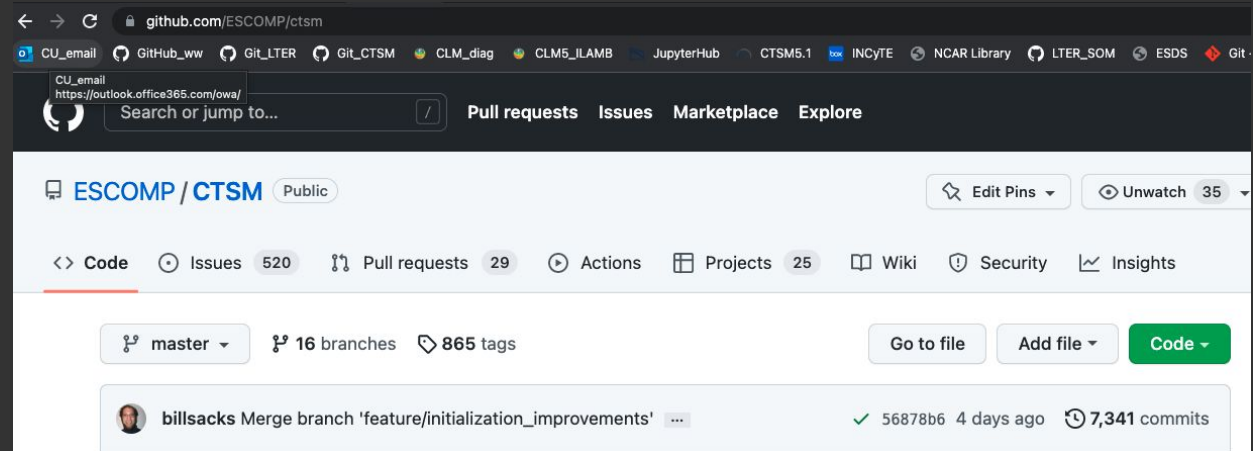 github.com/ESCOMP/ctsm
CU_email GitHub_ww Git_LTER Git_CTSM CLM_diag CLM5_ILAMB JupyterHub CTSM5.1 box INCyTE NCAR Library LTER_SOM ESDS Git
CU_email
https://outlook.office365.com/owa/
Search or jump to... / Pull requests Issues Marketplace Explore
ESCOMP / CTSM Public Edit Pins Unwatch 35
<> Code Issues 520 Pull requests 29 Actions Projects 25 Wiki Security Insights
master 16 branches 865 tags Go to file Add file Code
billsacks Merge branch 'feature/initialization_improvements' ... 56878b6 4 days ago 7,341 commits